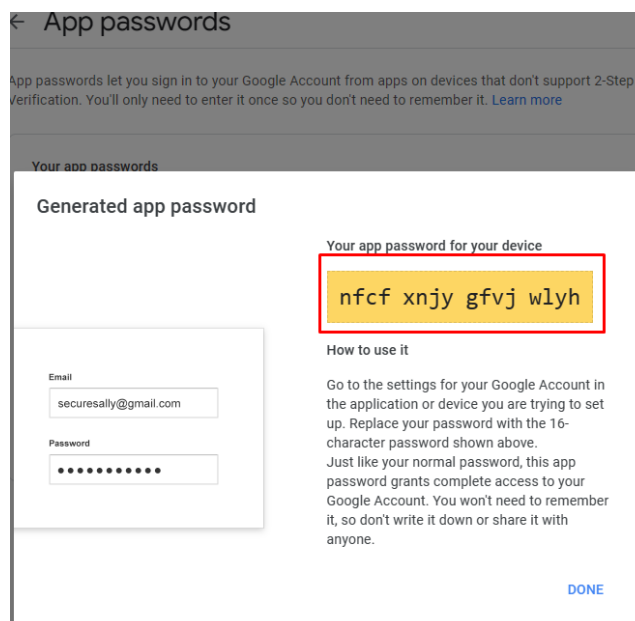 ← App passwords
App passwords let you sign in to your Google Account from apps on devices that don't support 2-Step
Verification. You'll only need to enter it once so you don't need to remember it. Learn more
Your app passwords
Generated app password
Your app password for your device
nfcf xnjy gfvj wlyh
Email
securesally@gmail.com
Password
●●●●●●●●●●●
How to use it
Go to the settings for your Google Account in
the application or device you are trying to set
up. Replace your password with the 16-
character password shown above.
Just like your normal password, this app
password grants complete access to your
Google Account. You won't need to remember
it, so don't write it down or share it with
anyone.
DONE